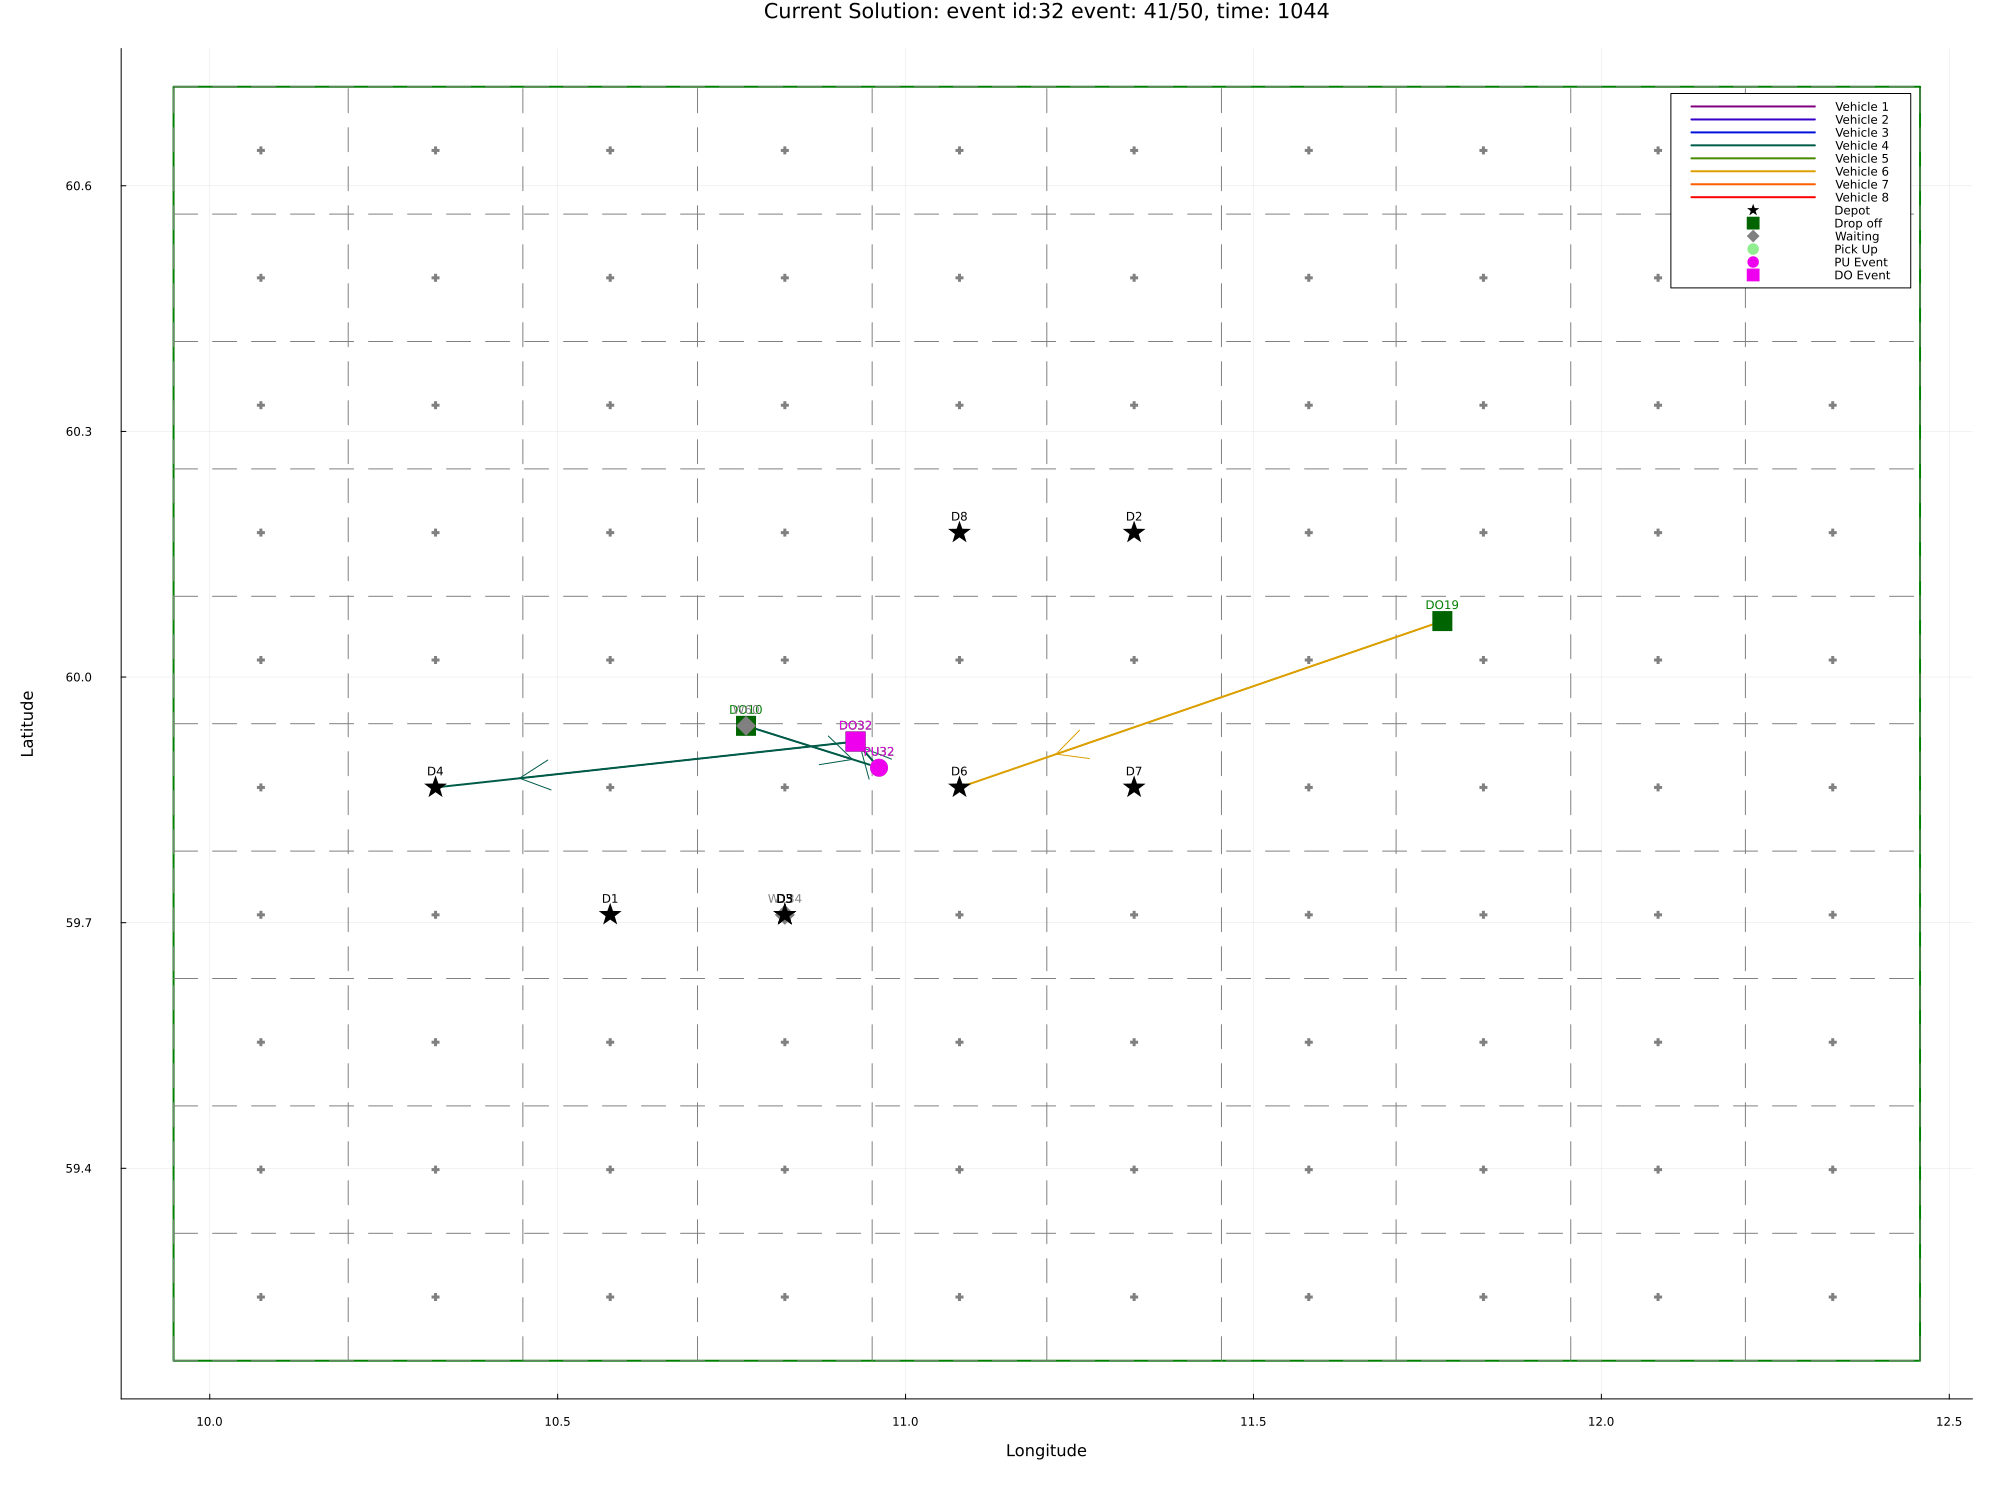 Current Solution: event id:32 event: 41/50, time: 1044
Vehicle 1
Vehicle 2
Vehicle 3
Vehicle 4
Vehicle 5
Vehicle 6
Vehicle 7
Vehicle 8
Depot
Drop off
Waiting
Pick Up
PU Event
DO Event
60.6
60.3
60.0
59.7
59.4
Latitude
D8
D2
DO19
DO10
DO32
PU32
D4
D6
D7
D1
10.0
10.5
11.0
11.5
12.0
12.5
Longitude